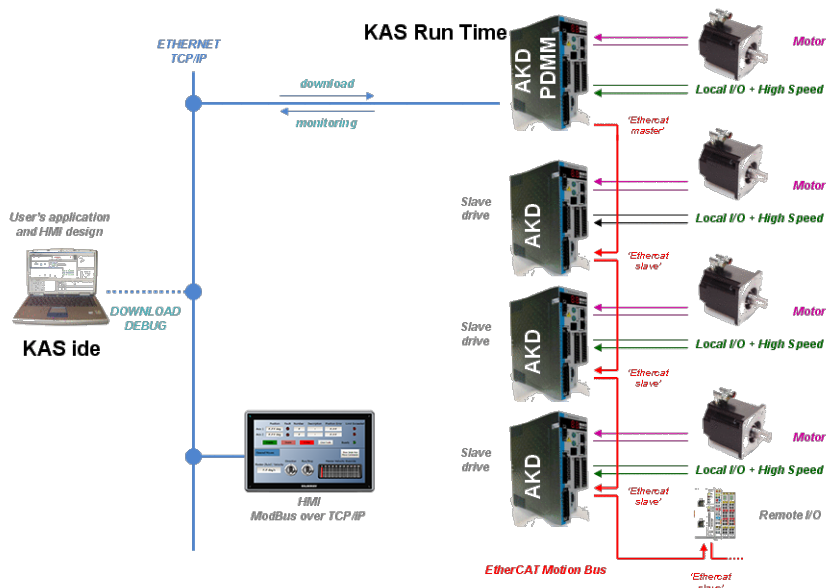 ETHERNET
TCP/IP
KAS Run Time
download
monitoring
AKD
PDMM
Motor
Local I/O + High Speed
'Ethercat
master'
Slave
drive
AKD
Motor
Local I/O + High Speed
'Ethercat
slave'
User's application
and HMI design
DOWNLOAD
DEBUG
KAS ide
Slave
drive
AKD
Motor
Local I/O + High Speed
'Ethercat
slave'
Slave
drive
AKD
Motor
Local I/O + High Speed
'Ethercat
slave'
HMI
ModBus over TCP/IP
Remote I/O
EtherCAT Motion Bus
'Ethercat
slave'